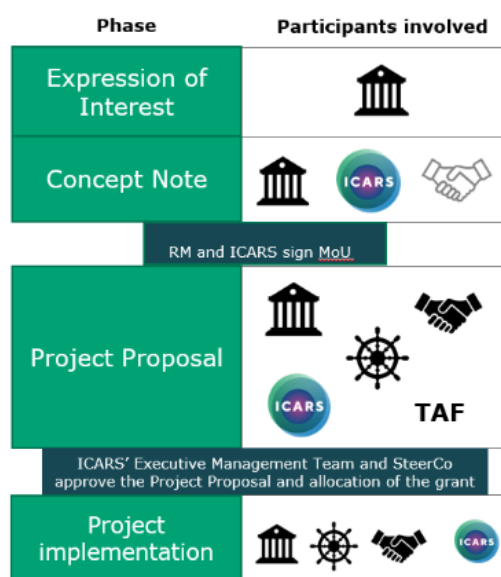 Phase
Participants involved
Expression of
Interest
Concept Note
ICARS
RM and ICARS sign MoU
Project Proposal
ICARS
TAF
ICARS' Executive Management Team and SteerCo
approve the Project Proposal and allocation of the grant
Project
implementation
ICARS